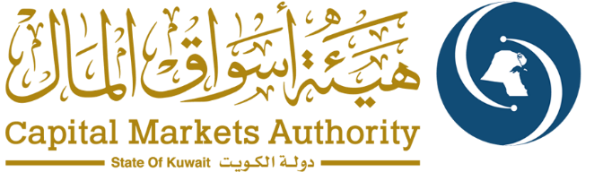 هيئة أسواق المال
Capital Markets Authority
State Of Kuwait دولة الكويت